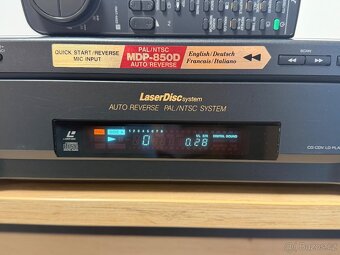 QUICK START/REVERSE
MIC INPUT
PAL/NTSC
MDP-850D
AUTO REVERSE
English/Deutsch
Francais/Italiano
SCAN
LaserDisc system
AUTO REVERSE PAL/NTSC SYSTEM
DIGITAL SOUND
0 0.28
CD CDV LD PLA